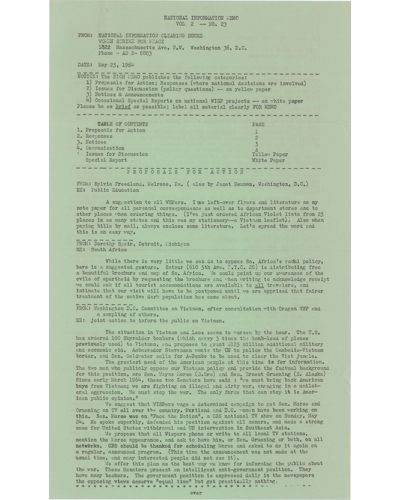 NATIONAL INFORMATION MEMO
VOL 2 -- NO. 23
FROM: NATIONAL INFORMATION CLEARING HOUSE
WOMEN STRIKE FOR PEACE
1822 Massachusetts Ave. N.W. Washington 36, D.C.
Phone - AD 2- 8803
DATE: May 23, 1964
NOTICE: The NICH MEMO publishes the following categories:
1) Proposals for Action; Responses (where national decisions are involved)
2) Issues for Discussion (policy questions) -- on yellow paper
3) Notices & Announcements
4) Occasional Special Reports on national WISP projects -- on white paper
Please be as brief as possible; label all material clearly FOR MEMO
TABLE OF CONTENTS PAGE
1. Proposals for Action 1
2. Responses 2
3. Notices 3
4. Communication 4
Issues for Discussion Yellow Paper
Special Report White Paper
PROPOSALS FOR ACTION
FROM: Sylvia Freedland, Melrose, Pa. ( also by Janet Neuman, Washington, D.C.)
RE: Public Education
A suggestion to all WISPers. I use left-over flyers and literature as my
note paper for all personal correspondence as well as to department stores and to
other places when ordering things. (I've just ordered African Violet lists from 23
places in as many states and this was my stationery--a Vietnam leaflet). Also when
paying bills by mail, always enclose some literature. Let's spread the word and
this is an easy way.
FROM: Dorothy Speir, Detroit, Michigan
RE: South Africa
While there is very little we can do to oppose So. Africa's racial policy,
here is a suggested gesture. Satour (610 5th Ave. N.Y.C. 20) is distributing free
a beautiful brochure and map of So. Africa. We could point up our awareness of the
evils of apartheid by requesting the brochure and when writing to acknowledge receipt
we could ask if all tourist accommodations are available to all travelers, and
intimate that our visit will have to be postponed until we are apprised that fairer
treatment of the native dark population has come about.
FROM: Washington D.C. Committee on Vietnam, after consultation with Oregon WSP and
a sampling of others.
RE: Joint action to inform the public on Vietnam.
The situation in Vietnam and Laos seems to worsen by the hour. The U.S.
has ordered 100 Skyraider bombers (which carry 3 times the bomb-load of planes
previously used) to Vietnam, and proposes to grant $125 million additional military
and economic aid. Ambassador Stevenson wants the UN to police the Cambodia-Vietnam
border, and Sen. Goldwater calls for A-Bombs to be used to clear the Viet jungle.
The greatest need of the American people at this time is for information.
The two men who publicly oppose our Vietnam policy and provide the factual background
for this position, are Sen. Wayne Morse (D.Ore) and Sen. Ernest Gruening (D. Alaska)
Since early March 1964, these two Senators have said : "we must bring back American
boys from Vietnam; we are fighting an illegal and dirty war, engaging in a unilat-
eral aggression. We must stop the war. The only force that can stop it is Amer-
ican public opinion."
We suggest that WISPers wage a determined campaign to put Sen. Morse and
Gruening on TV all over the country. Portland and D.C. women have been working on
this. Sen. Morse was on "Face the Nation", a CBS national TV show on Sunday, May
24. He spoke superbly, defended his position against all comers, and made a strong
case for United States withdrawal and UN intervention in Southeast Asia.
We propose that all Wispers phone or write to all local TV stations,
mention the Morse appearance, and ask to have him, or Sen. Gruening or both, on all
networks. CBS should be thanked for scheduling Morse and asked to do it again on
a regular, announced program. (This time the announcement was not made at the
usual time, and many interested people did not see it).
We offer this plan as the best way we know for informing the public about
the war. These Senators present an intelligent anti-government position. They
have many backers. The government position is expressed daily in the newspapers
the opposing views deserve "equal time" but get practically nothing.
over